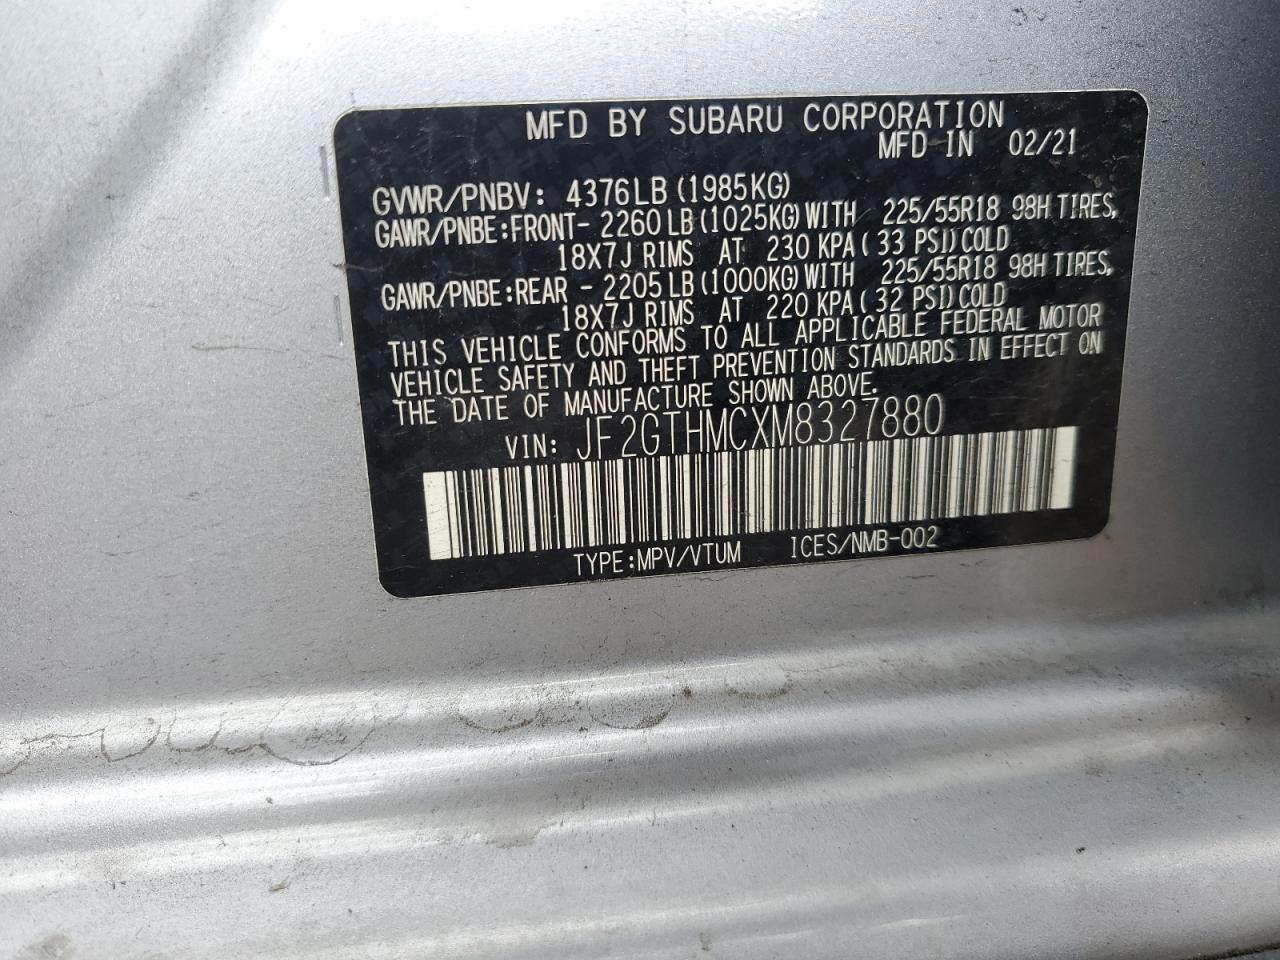 MFD BY SUBARU CORPORATION
MFD IN 02/21
GVWR/PNBV: 4376LB(1985KG)
GAWR/PNBE:FRONT- 2260 LB(1025KG)WITH 225/55R18 98H TIRES,
18X7J RIMS AT 230 KPA(33 PSI)COLD
GAWR/PNBE:REAR - 2205 LB(1000KG)WITH 225/55R18 98H TIRES,
18X7J RIMS AT 220 KPA(32 PSI)COLD
THIS VEHICLE CONFORMS TO ALL APPLICABLE FEDERAL MOTOR
VEHICLE SAFETY AND THEFT PREVENTION STANDARDS IN EFFECT ON
THE DATE OF MANUFACTURE SHOWN ABOVE.
VIN: JF2GTHMCXM8327880
TYPE:MPV/VTUM ICES/NMB-002